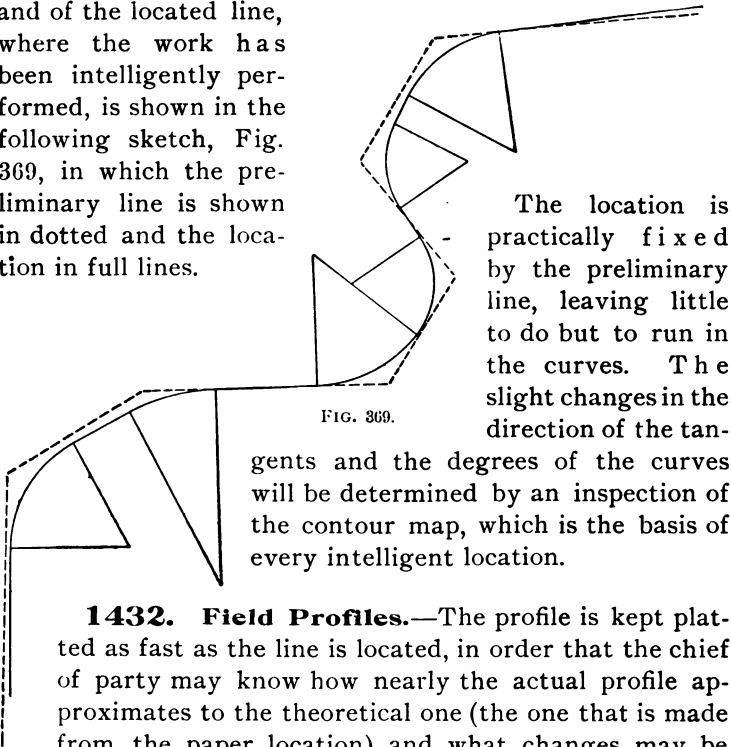 and of the located line,
where the work has
been intelligently per-
formed, is shown in the
following sketch, Fig.
369, in which the pre-
liminary line is shown
in dotted and the loca-
tion in full lines.
The location is
practically fixed
by the preliminary
line, leaving little
to do but to run in
the curves. The
slight changes in the
direction of the tan-
gents and the degrees of the curves
will be determined by an inspection of
the contour map, which is the basis of
every intelligent location.
FIG. 369.
1432. Field Profiles.—The profile is kept plat-
ted as fast as the line is located, in order that the chief
of party may know how nearly the actual profile ap-
proximates to the theoretical one (the one that is made
from the paper location) and what changes may be